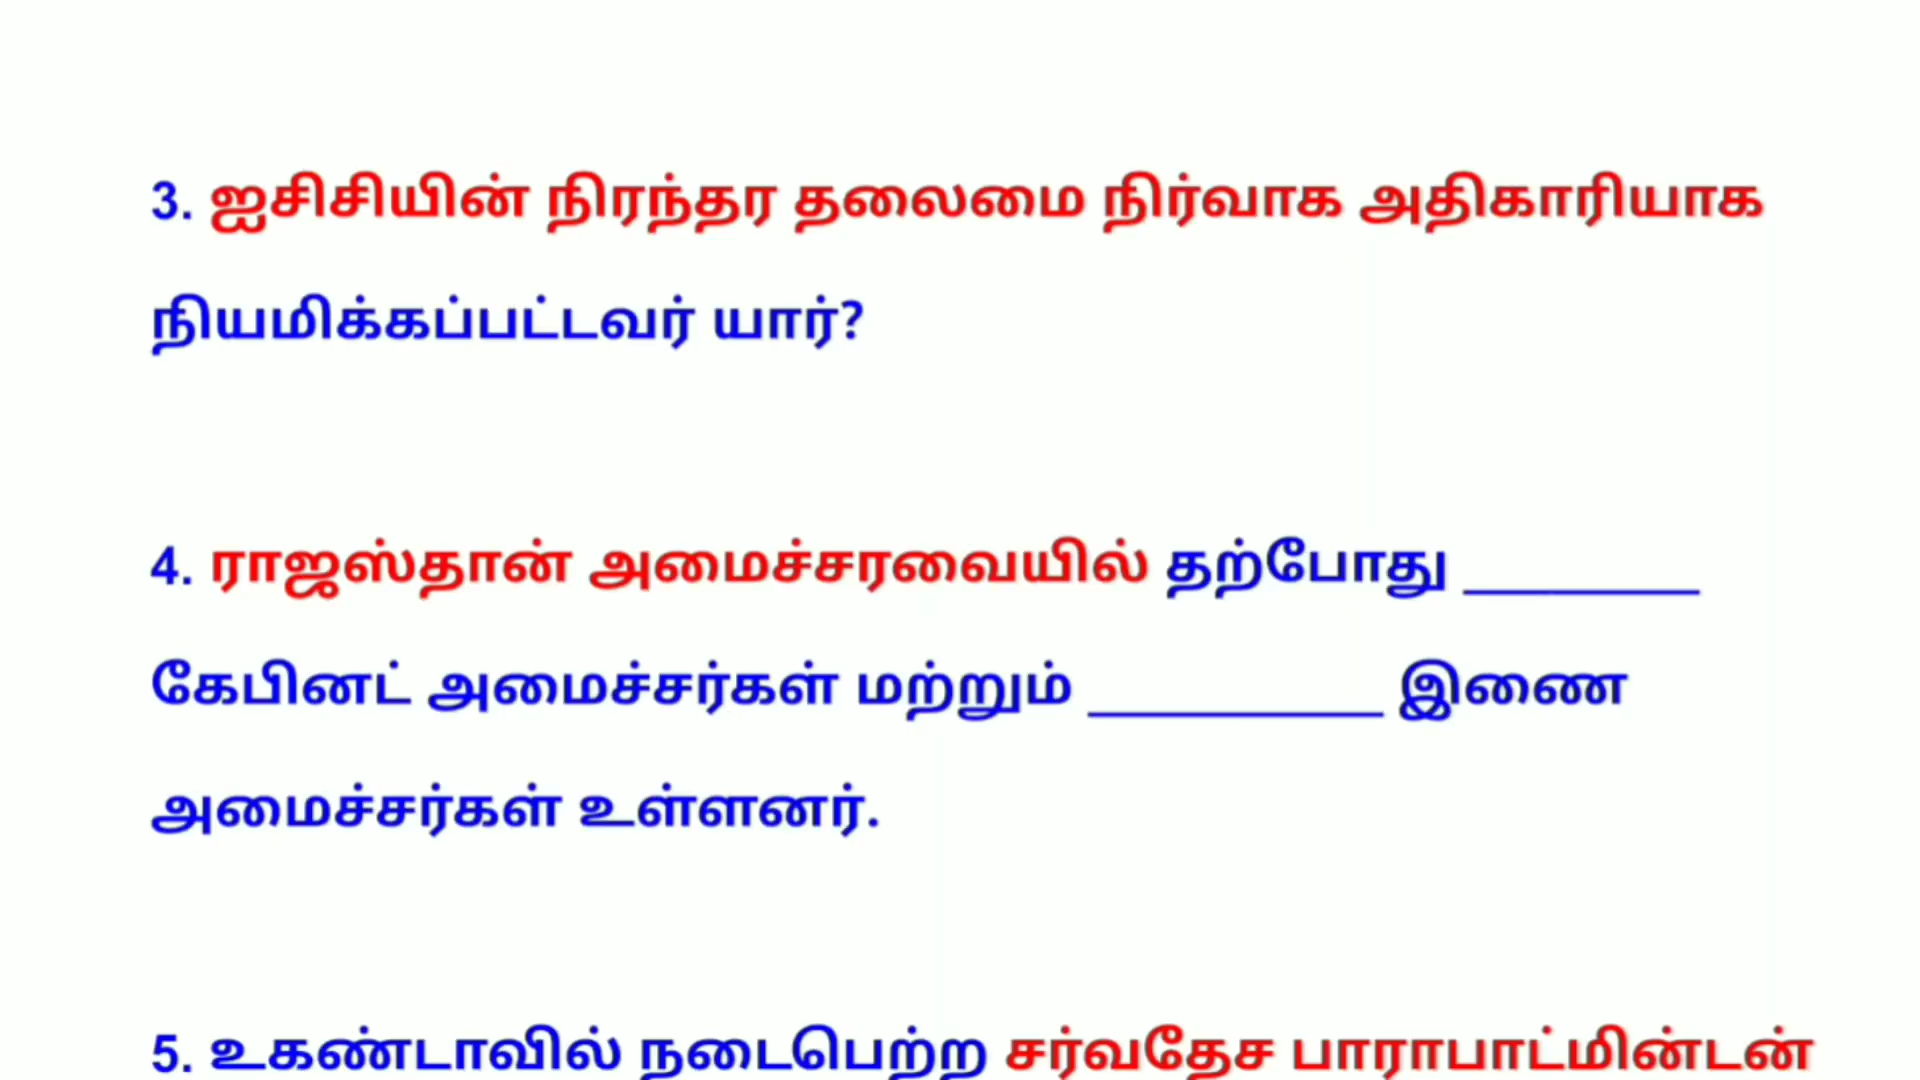 3. ஐசிசியின் நிரந்தர தலைமை நிர்வாக அதிகாரியாக
நியமிக்கப்பட்டவர் யார்?
4. ராஜஸ்தான் அமைச்சரவையில் தற்போது ________
கேபினட் அமைச்சர்கள் மற்றும் __________ இணை
அமைச்சர்கள் உள்ளனர்.
5. உகண்டாவில் நடைபெற்ற சர்வதேச பாராபாட்மின்டன்